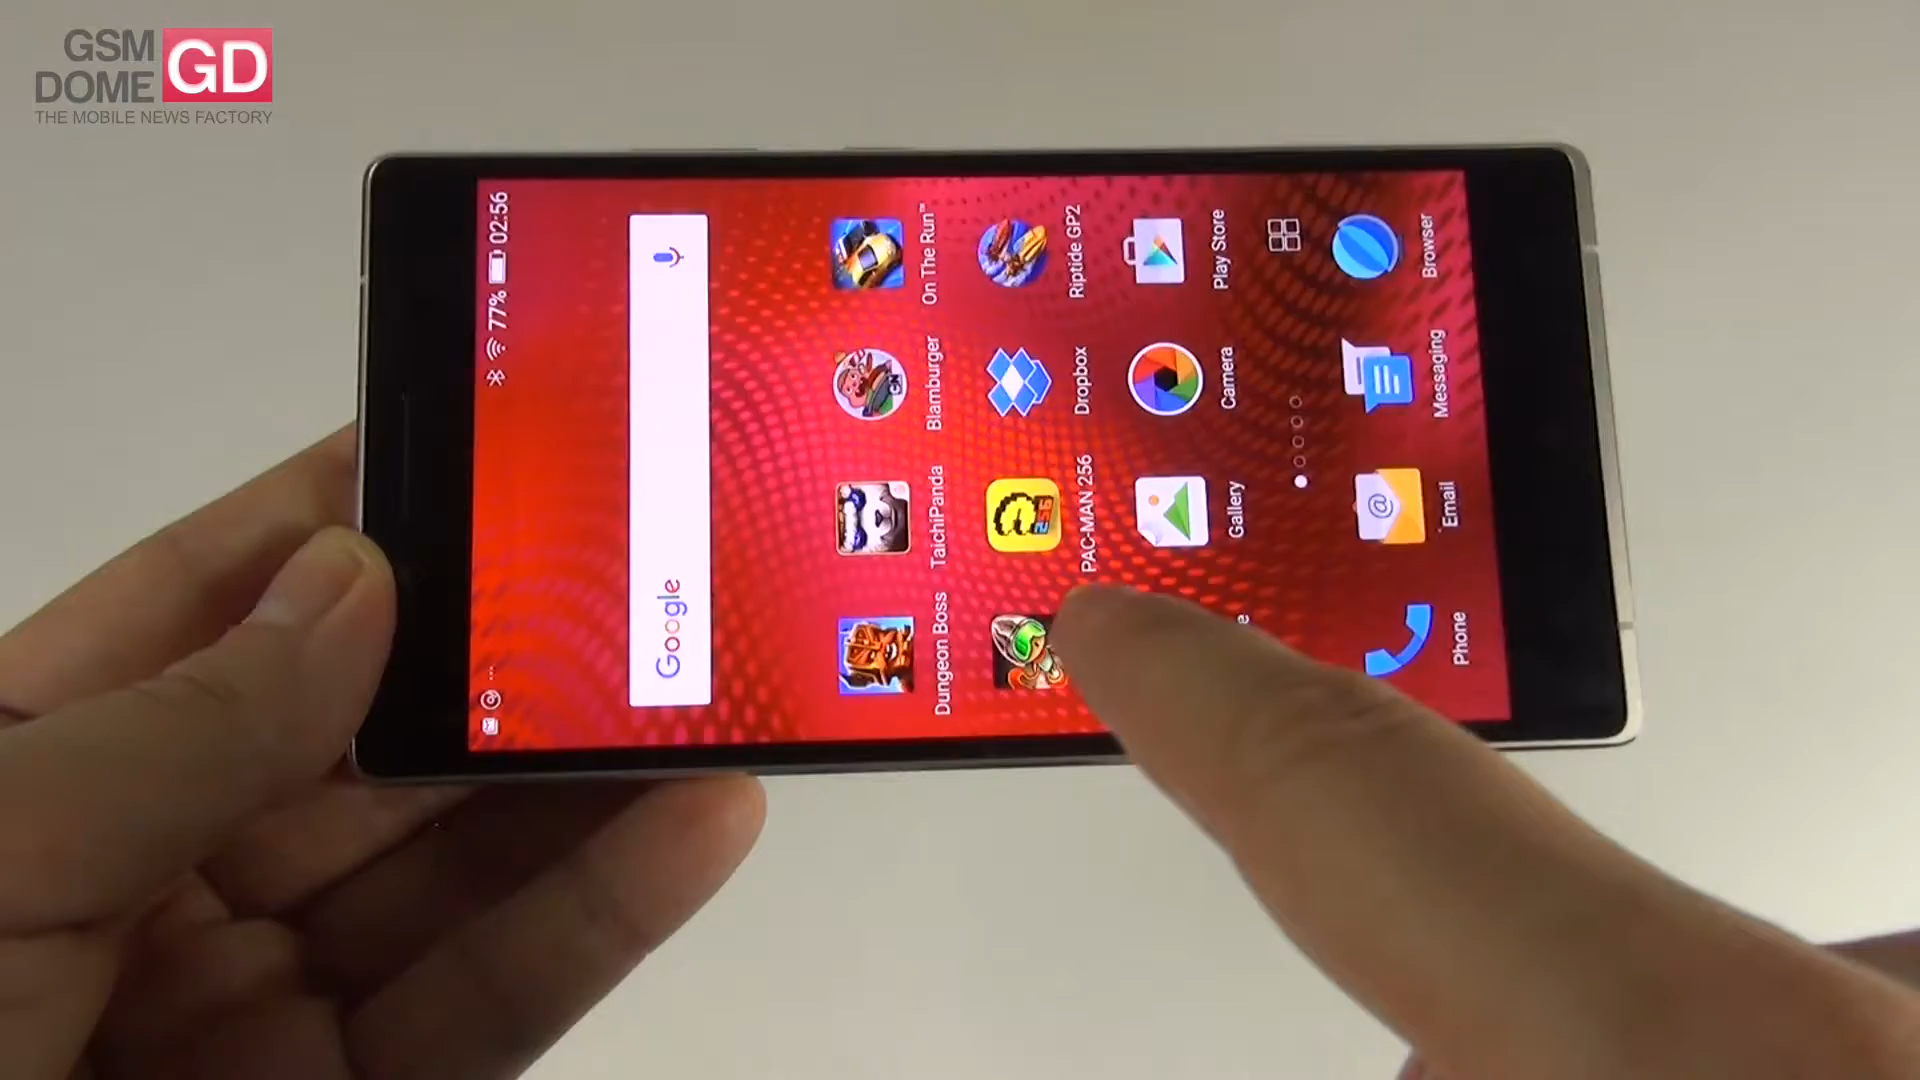 GSM
DOME
GD
THE MOBILE NEWS FACTORY
77% 02:56
Google
Dungeon Boss
TaichiPanda
Blamburger
On The Run™
PAC-MAN 256
Dropbox
Riptide GP2
Gallery
Camera
Play Store
Phone
Email
Messaging
Browser